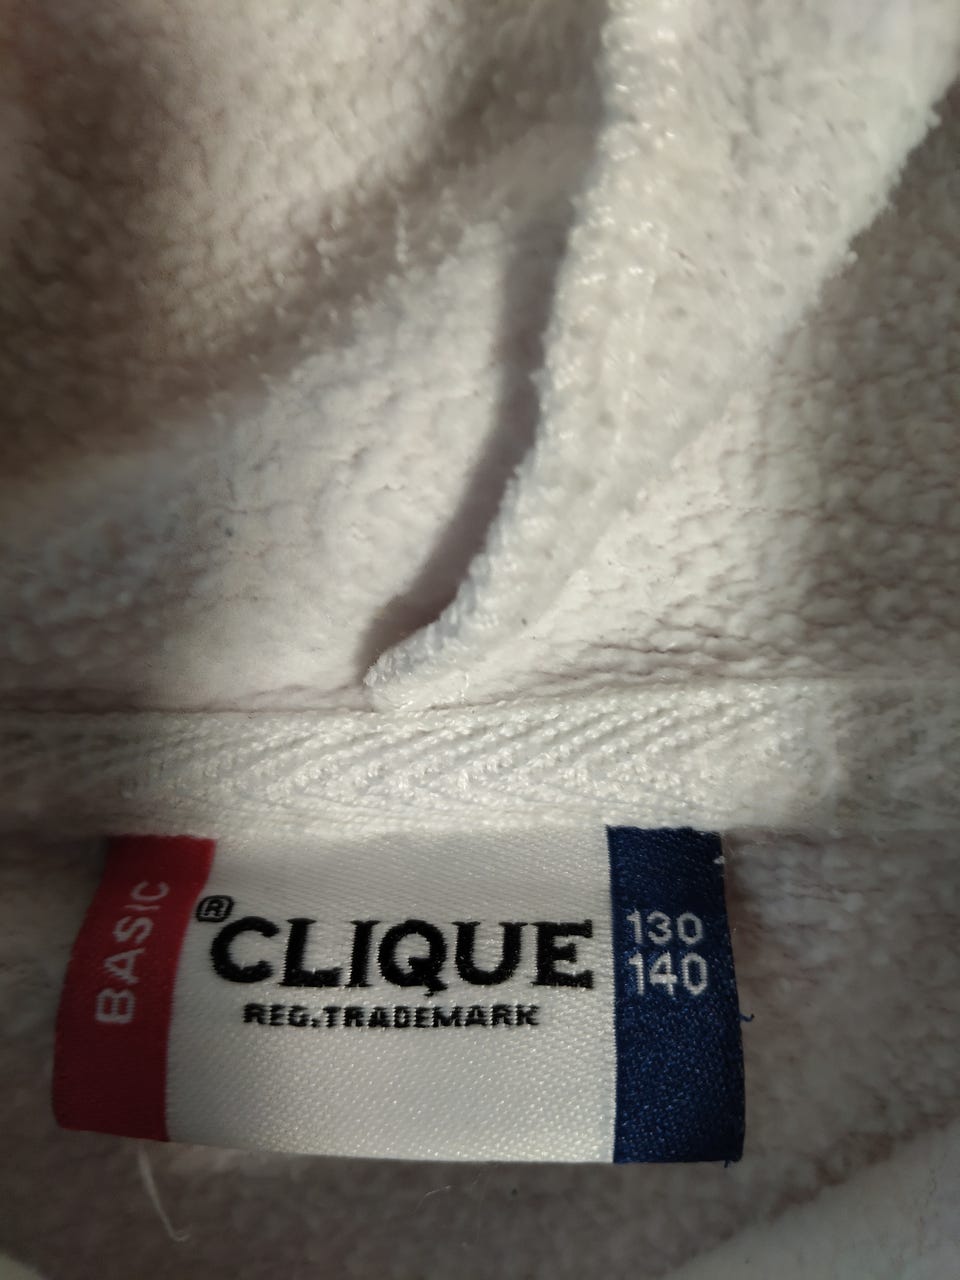 BASIC
®CLIQUE
REG.TRADEMARK
130
140